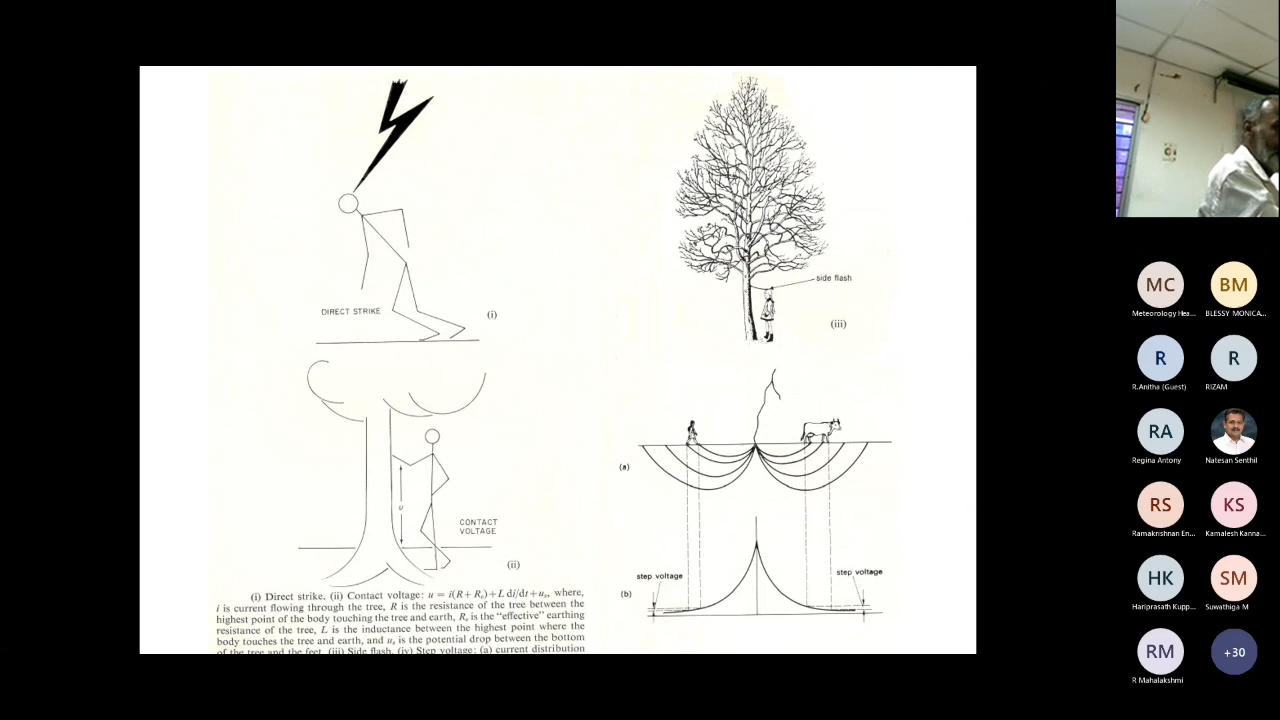 DIRECT STRIKE
(i)
side flash
(iii)
u
CONTACT
VOLTAGE
(ii)
(a)
step voltage
step voltage
(b)
(i) Direct strike. (ii) Contact voltage: u = i(R+Rₑ)+L di/dt+uₛ, where,
i is current flowing through the tree, R is the resistance of the tree between the
highest point of the body touching the tree and earth, Rₑ is the "effective" earthing
resistance of the tree, L is the inductance between the highest point where the
body touches the tree and earth, and uₛ is the potential drop between the bottom
of the tree and the feet. (iii) Side flash. (iv) Step voltage: (a) current distribution
MC
Meteorology Hea...
BM
BLESSY MONICA...
R
R.Anitha (Guest)
R
RIZAM
RA
Regina Antony
Natesan Senthil
RS
Ramakrishnan En...
KS
Kamalesh Kanna...
HK
Hariprasath Kupp...
SM
Suwathiga M
RM
R Mahalakshmi
+30